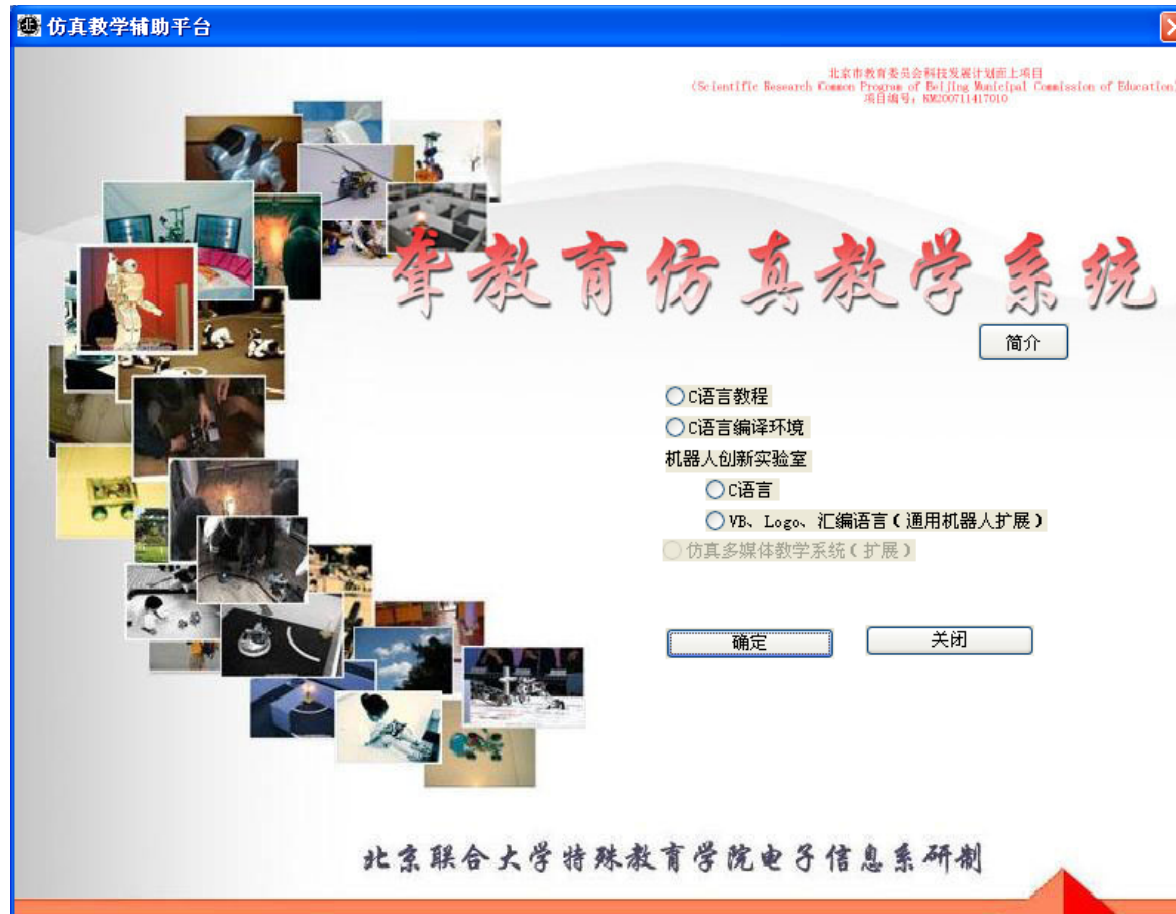 仿真教学辅助平台
北京市教育委员会科技发展计划面上项目
(Scientific Research Common Program of Beijing Municipal Commission of Education)
项目编号：KM200711417010
聋教育仿真教学系统
简介
C语言教程
C语言编译环境
机器人创新实验室
C语言
VB、Logo、汇编语言（通用机器人扩展）
仿真多媒体教学系统（扩展）
确定 关闭
北京联合大学特殊教育学院电子信息系研制